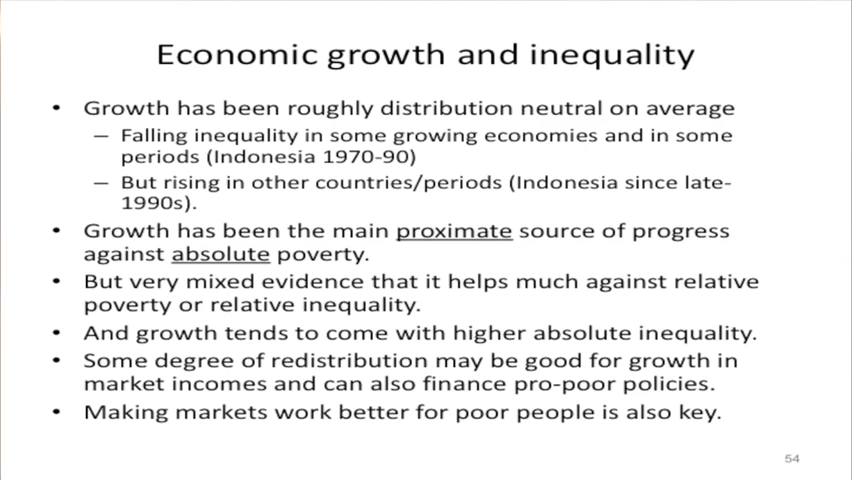 Economic growth and inequality
• Growth has been roughly distribution neutral on average
– Falling inequality in some growing economies and in some
periods (Indonesia 1970-90)
– But rising in other countries/periods (Indonesia since late-
1990s).
• Growth has been the main proximate source of progress
against absolute poverty.
• But very mixed evidence that it helps much against relative
poverty or relative inequality.
• And growth tends to come with higher absolute inequality.
• Some degree of redistribution may be good for growth in
market incomes and can also finance pro-poor policies.
• Making markets work better for poor people is also key.
54